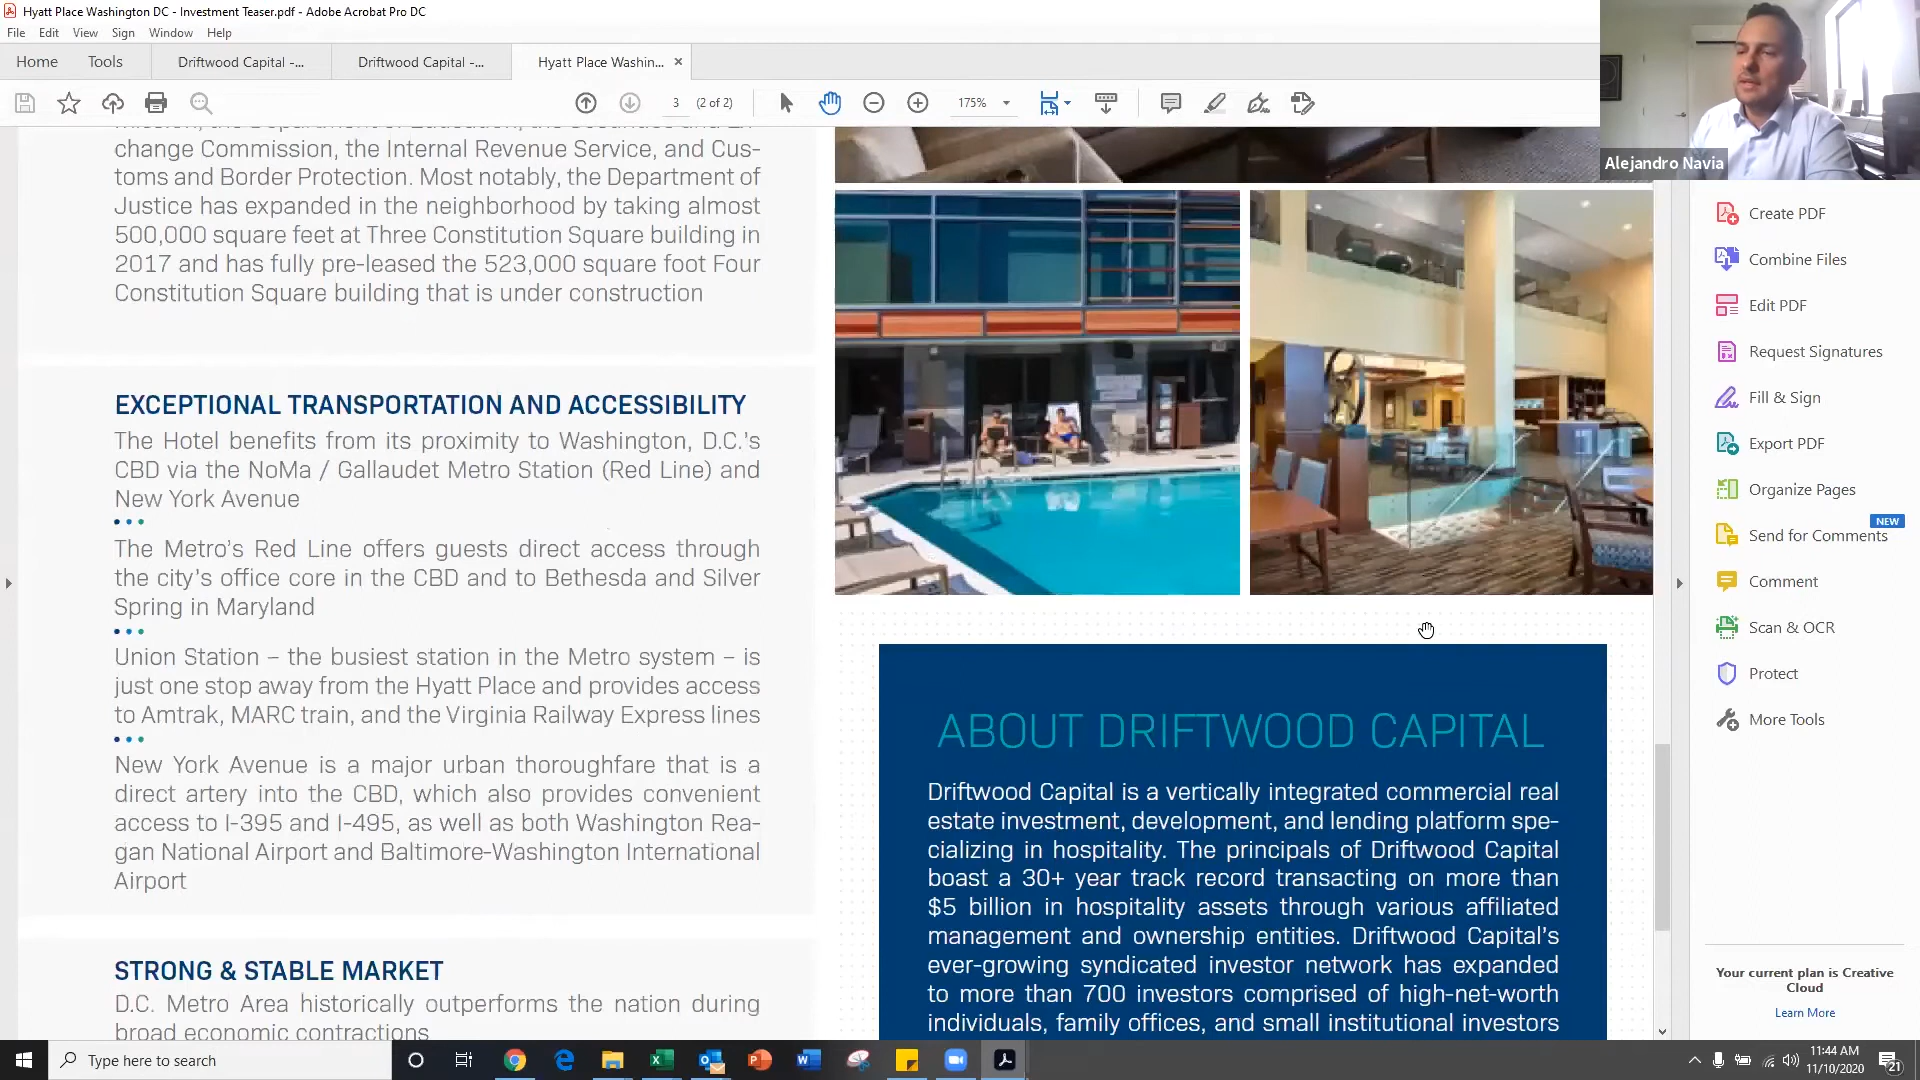 Hyatt Place Washington DC - Investment Teaser.pdf - Adobe Acrobat Pro DC
File Edit View Sign Window Help
Home Tools Driftwood Capital -... Driftwood Capital -... Hyatt Place Washin... ×
3 (2 of 2) 175%
Alejandro Navia
mission, the Department of Education, the Securities and Ex-
change Commission, the Internal Revenue Service, and Cus-
toms and Border Protection. Most notably, the Department of
Justice has expanded in the neighborhood by taking almost
500,000 square feet at Three Constitution Square building in
2017 and has fully pre-leased the 523,000 square foot Four
Constitution Square building that is under construction
EXCEPTIONAL TRANSPORTATION AND ACCESSIBILITY
The Hotel benefits from its proximity to Washington, D.C.'s
CBD via the NoMa / Gallaudet Metro Station (Red Line) and
New York Avenue
The Metro's Red Line offers guests direct access through
the city's office core in the CBD and to Bethesda and Silver
Spring in Maryland
Union Station – the busiest station in the Metro system – is
just one stop away from the Hyatt Place and provides access
to Amtrak, MARC train, and the Virginia Railway Express lines
New York Avenue is a major urban thoroughfare that is a
direct artery into the CBD, which also provides convenient
access to I-395 and I-495, as well as both Washington Rea-
gan National Airport and Baltimore-Washington International
Airport
STRONG & STABLE MARKET
D.C. Metro Area historically outperforms the nation during
broad economic contractions
ABOUT DRIFTWOOD CAPITAL
Driftwood Capital is a vertically integrated commercial real
estate investment, development, and lending platform spe-
cializing in hospitality. The principals of Driftwood Capital
boast a 30+ year track record transacting on more than
$5 billion in hospitality assets through various affiliated
management and ownership entities. Driftwood Capital's
ever-growing syndicated investor network has expanded
to more than 700 investors comprised of high-net-worth
individuals, family offices, and small institutional investors
Create PDF
Combine Files
Edit PDF
Request Signatures
Fill & Sign
Export PDF
Organize Pages
NEW
Send for Comments
Comment
Scan & OCR
Protect
More Tools
Your current plan is Creative
Cloud
Learn More
Type here to search
11:44 AM
11/10/2020
21